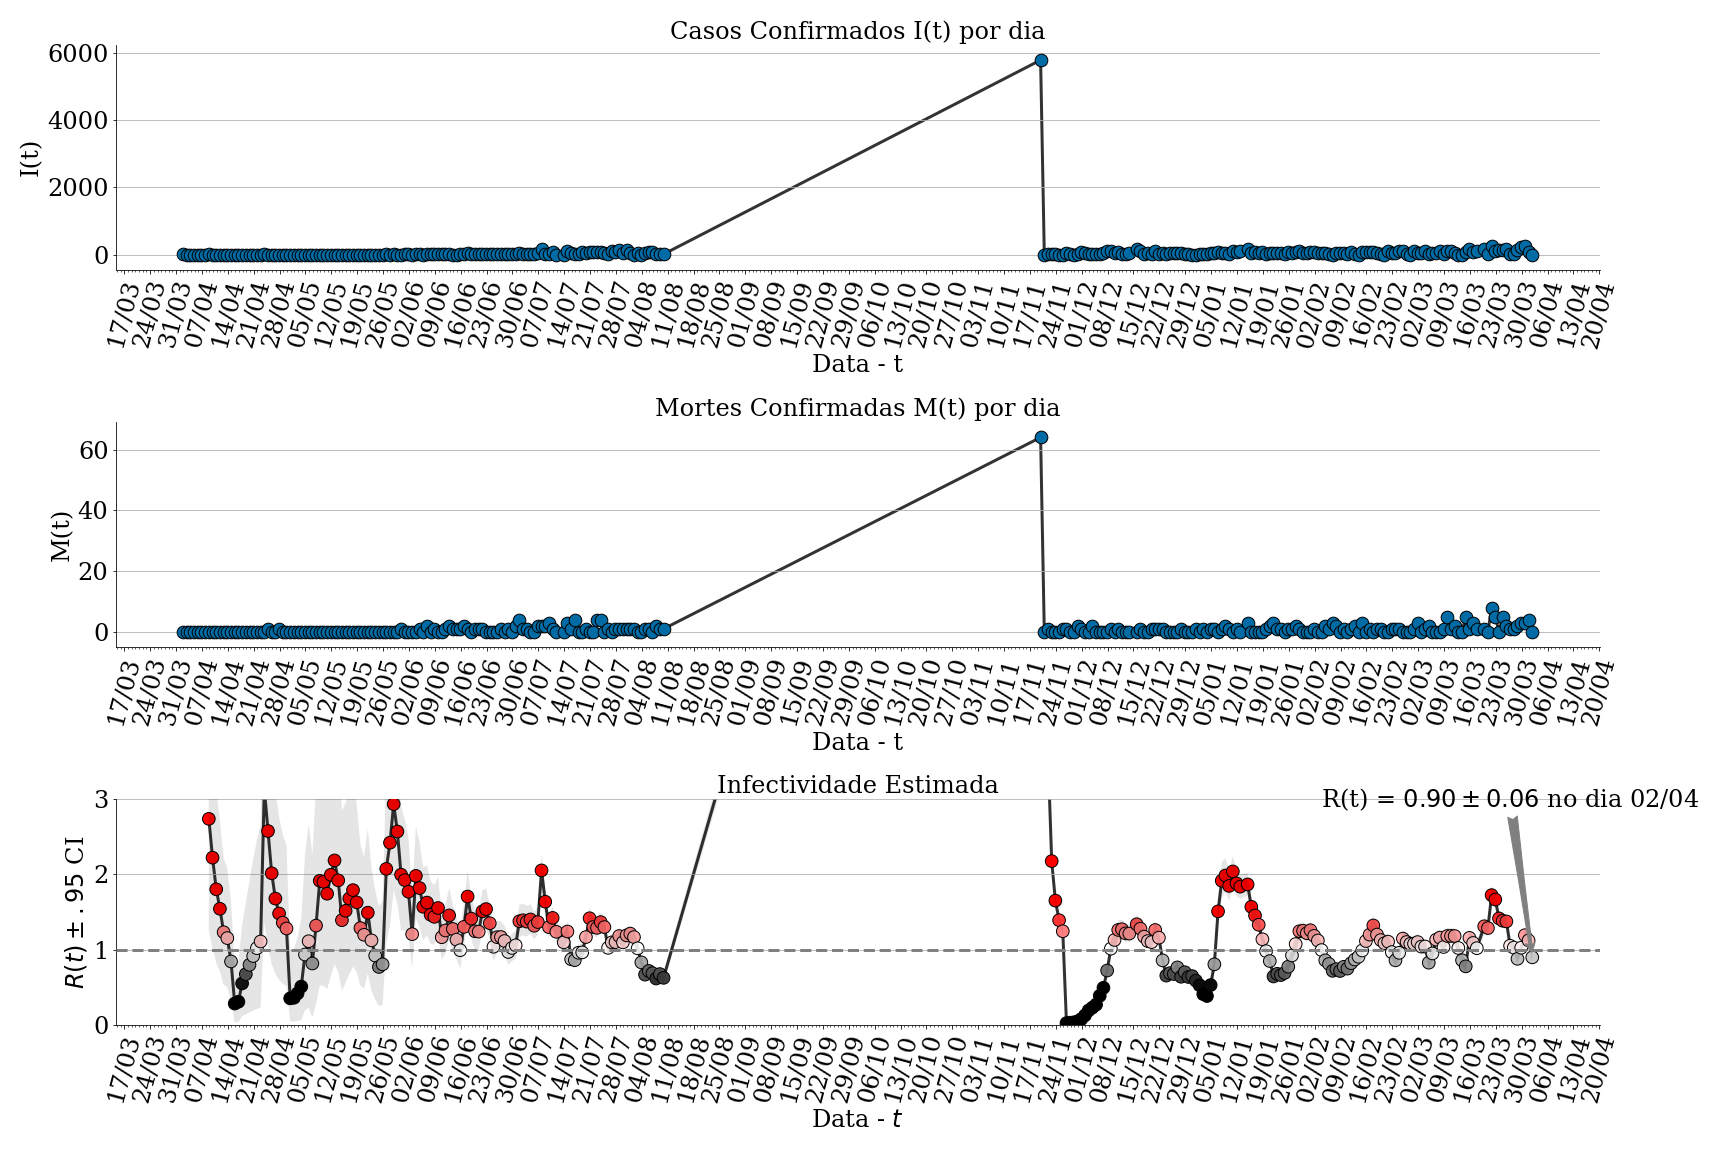 Casos Confirmados I(t) por dia
6000
4000
2000
0
I(t)
17/03 24/03 31/03 07/04 14/04 21/04 28/04 05/05 12/05 19/05 26/05 02/06 09/06 16/06 23/06 30/06 07/07 14/07 21/07 28/07 04/08 11/08 18/08 25/08 01/09 08/09 15/09 22/09 29/09 06/10 13/10 20/10 27/10 03/11 10/11 17/11 24/11 01/12 08/12 15/12 22/12 29/12 05/01 12/01 19/01 26/01 02/02 09/02 16/02 23/02 02/03 09/03 16/03 23/03 30/03 06/04 13/04 20/04
Data - t
Mortes Confirmadas M(t) por dia
60
40
20
0
M(t)
17/03 24/03 31/03 07/04 14/04 21/04 28/04 05/05 12/05 19/05 26/05 02/06 09/06 16/06 23/06 30/06 07/07 14/07 21/07 28/07 04/08 11/08 18/08 25/08 01/09 08/09 15/09 22/09 29/09 06/10 13/10 20/10 27/10 03/11 10/11 17/11 24/11 01/12 08/12 15/12 22/12 29/12 05/01 12/01 19/01 26/01 02/02 09/02 16/02 23/02 02/03 09/03 16/03 23/03 30/03 06/04 13/04 20/04
Data - t
Infectividade Estimada
R(t) = 0.90 ± 0.06 no dia 02/04
3
2
1
0
R(t) ± .95 CI
17/03 24/03 31/03 07/04 14/04 21/04 28/04 05/05 12/05 19/05 26/05 02/06 09/06 16/06 23/06 30/06 07/07 14/07 21/07 28/07 04/08 11/08 18/08 25/08 01/09 08/09 15/09 22/09 29/09 06/10 13/10 20/10 27/10 03/11 10/11 17/11 24/11 01/12 08/12 15/12 22/12 29/12 05/01 12/01 19/01 26/01 02/02 09/02 16/02 23/02 02/03 09/03 16/03 23/03 30/03 06/04 13/04 20/04
Data - t